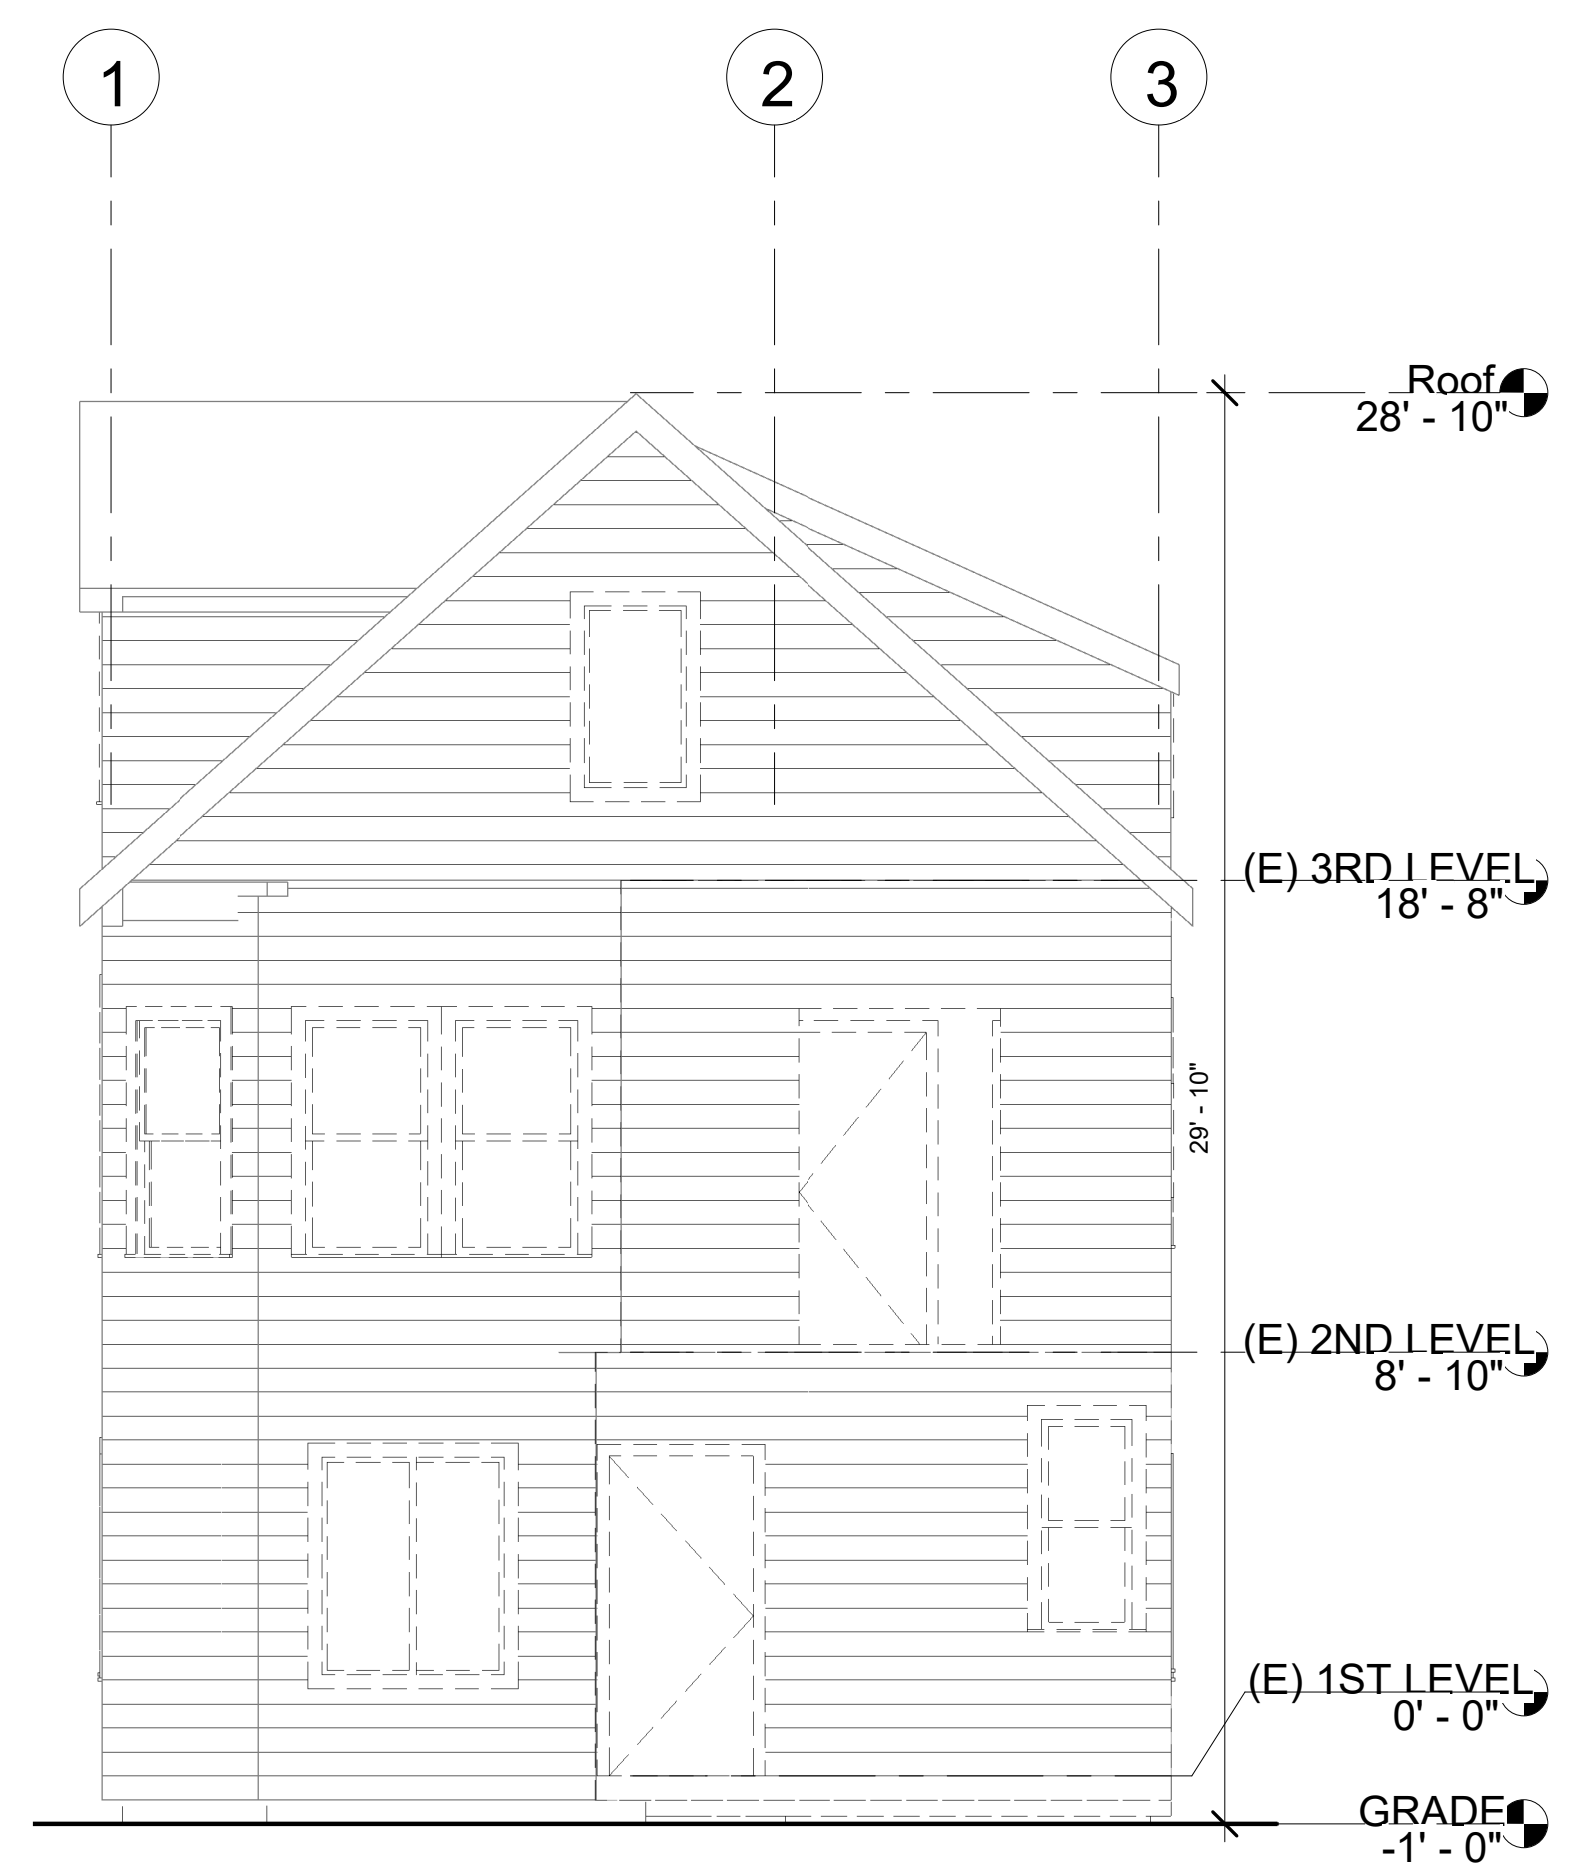 1
2
3
Roof
28' - 10"
(E) 3RD LEVEL
18' - 8"
29' - 10"
(E) 2ND LEVEL
8' - 10"
(E) 1ST LEVEL
0' - 0"
GRADE
-1' - 0"